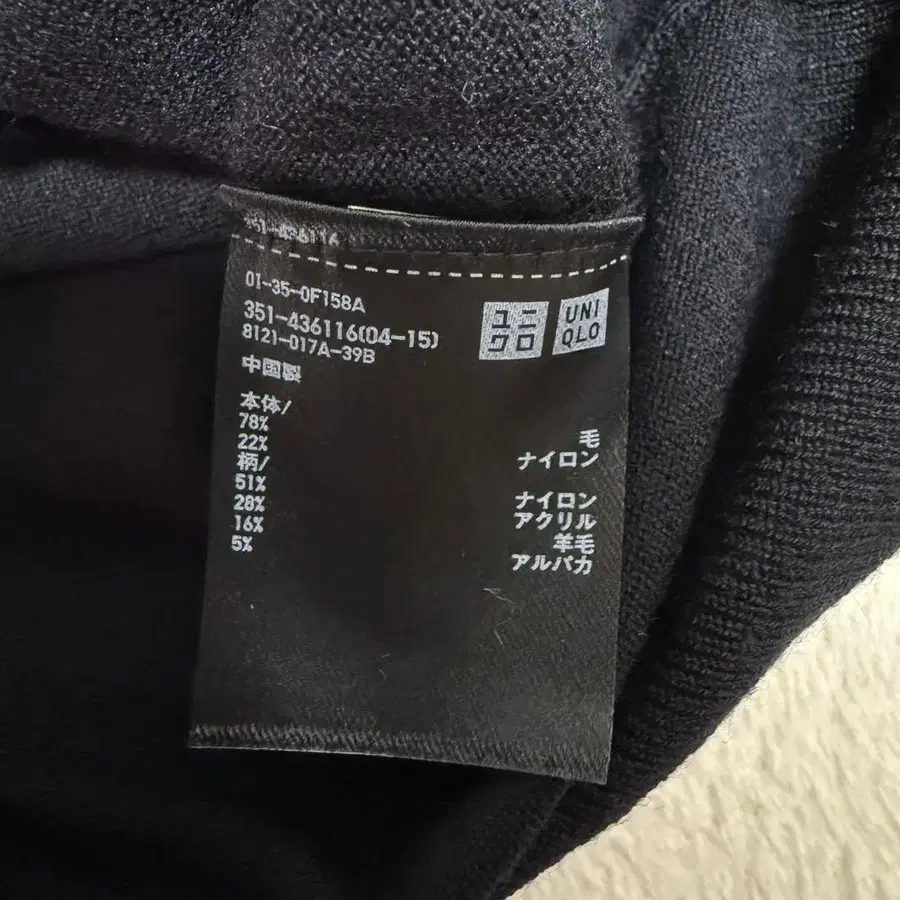 351-436116
01-35-0F158A
351-436116(04-15)
8121-017A-39B
ユニ
クロ
UNI
QLO
中国製
本体/
78% 毛
22% ナイロン
柄/
51% ナイロン
28% アクリル
16% 羊毛
5% アルパカ